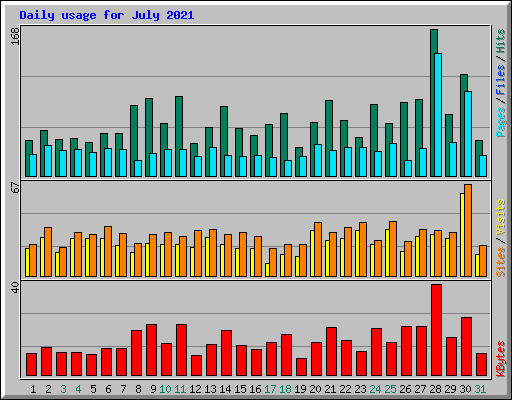 Daily usage for July 2021
168
67
40
Pages / Files / Hits
Sites / Visits
KBytes
1 2 3 4 5 6 7 8 9 10 11 12 13 14 15 16 17 18 19 20 21 22 23 24 25 26 27 28 29 30 31